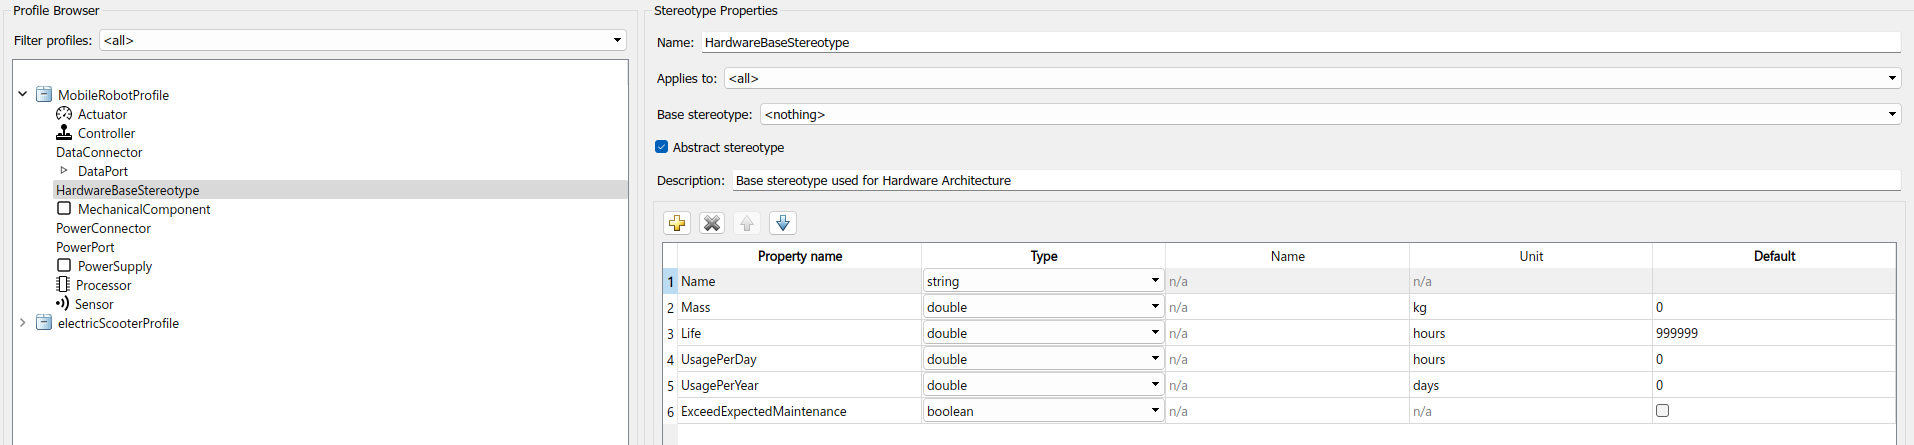 Profile Browser
Filter profiles: <all>
MobileRobotProfile
Actuator
Controller
DataConnector
DataPort
HardwareBaseStereotype
MechanicalComponent
PowerConnector
PowerPort
PowerSupply
Processor
Sensor
electricScooterProfile
Stereotype Properties
Name: HardwareBaseStereotype
Applies to: <all>
Base stereotype: <nothing>
Abstract stereotype
Description: Base stereotype used for Hardware Architecture
Property name Type Name Unit Default
1 Name string n/a n/a
2 Mass double n/a kg 0
3 Life double n/a hours 999999
4 UsagePerDay double n/a hours 0
5 UsagePerYear double n/a days 0
6 ExceedExpectedMaintenance boolean n/a n/a